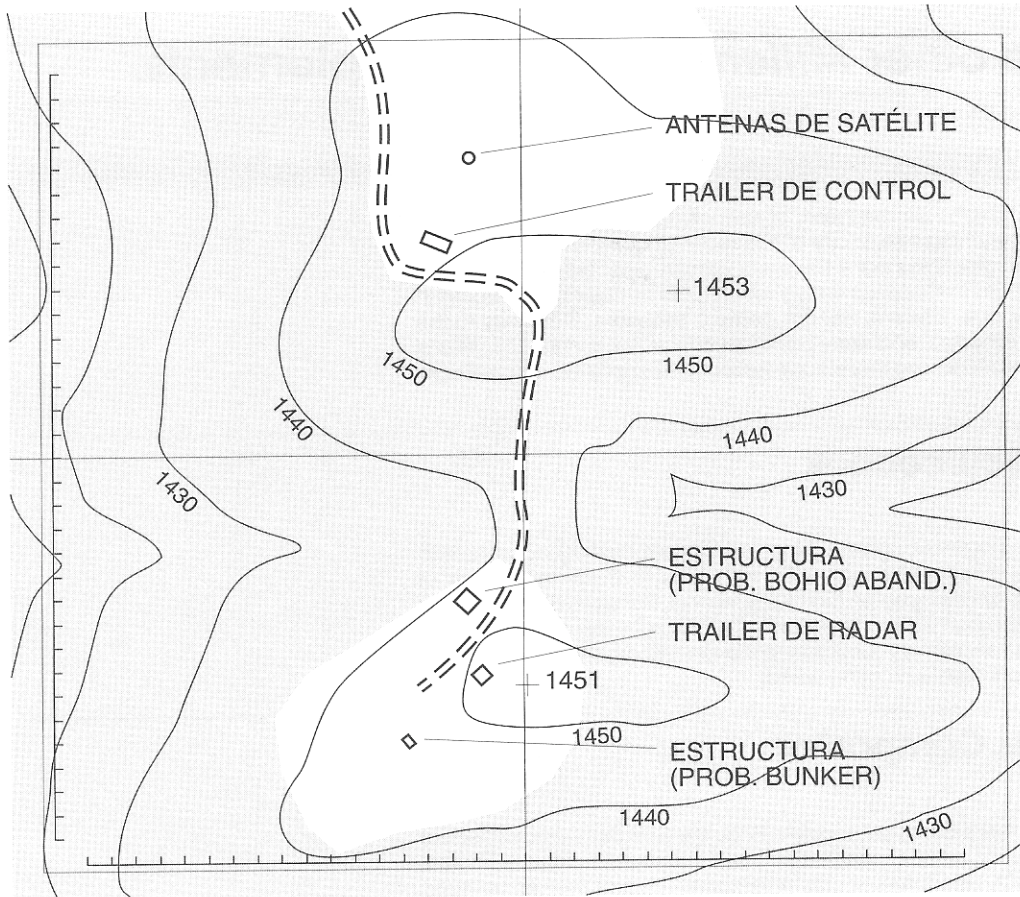 ANTENAS DE SATÉLITE
TRAILER DE CONTROL
1453
1450
1450
1440
1440
1430
1430
ESTRUCTURA
(PROB. BOHIO ABAND.)
TRAILER DE RADAR
1451
1450
ESTRUCTURA
(PROB. BUNKER)
1440
1430